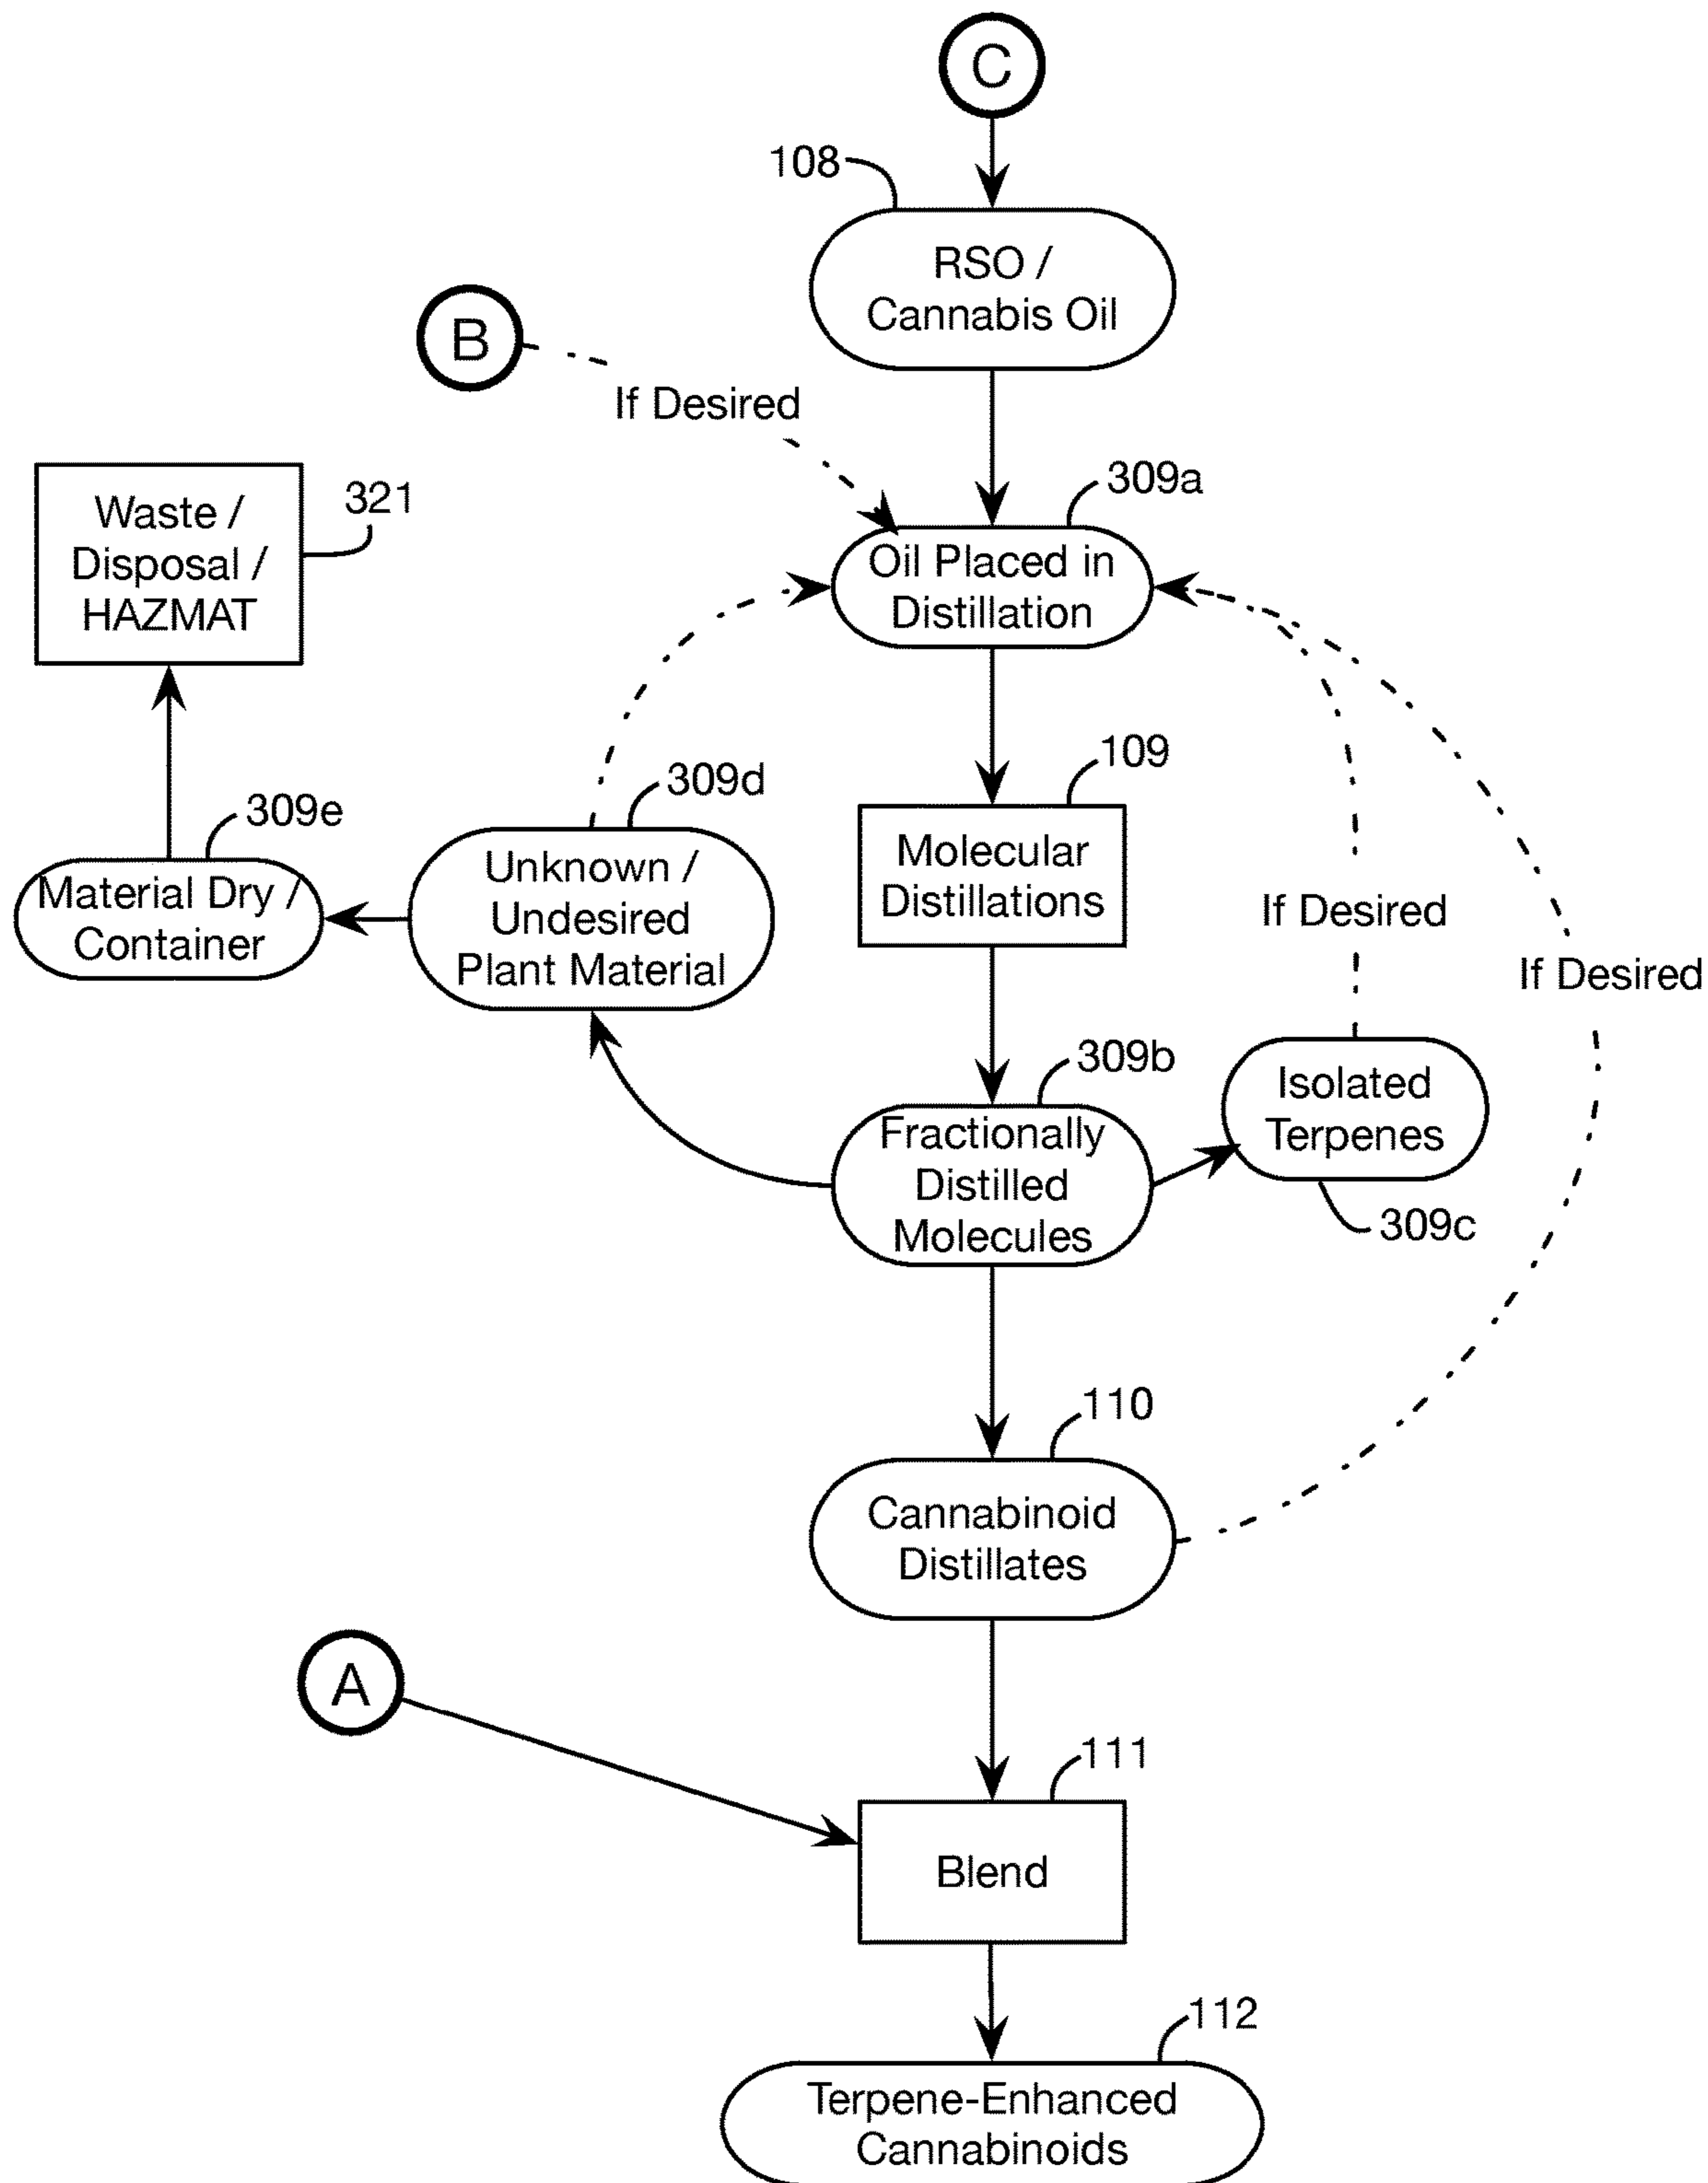 C
108
RSO /
Cannabis Oil
B
If Desired
309a
Oil Placed in
Distillation
Waste /
Disposal /
HAZMAT
321
109
Molecular
Distillations
309d
Unknown /
Undesired
Plant Material
309e
Material Dry /
Container
If Desired
If Desired
309b
Fractionally
Distilled
Molecules
Isolated
Terpenes
309c
110
Cannabinoid
Distillates
A
111
Blend
112
Terpene-Enhanced
Cannabinoids